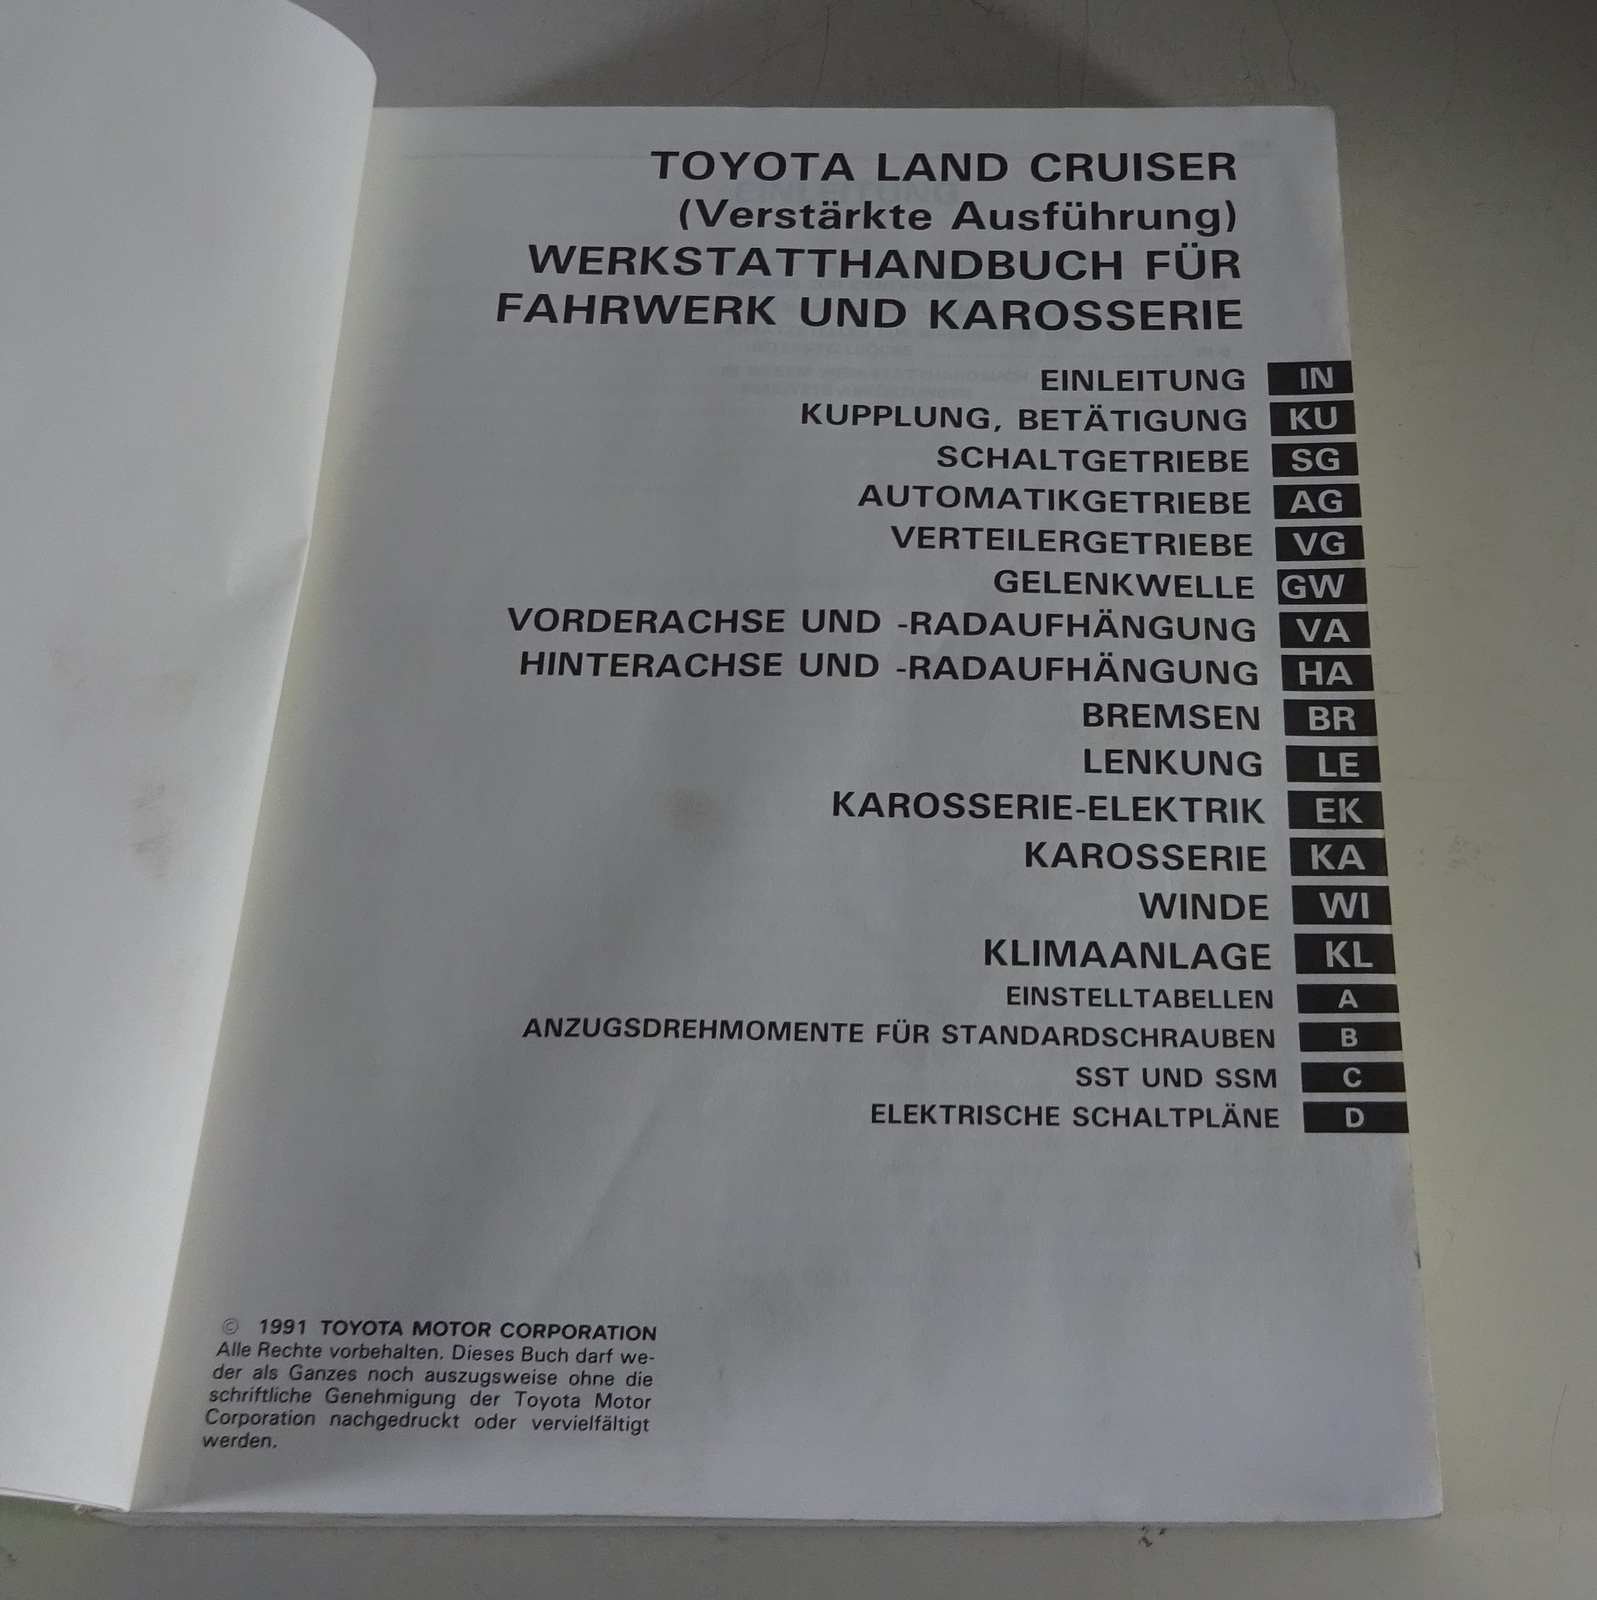 TOYOTA LAND CRUISER
(Verstärkte Ausführung)
WERKSTATTHANDBUCH FÜR
FAHRWERK UND KAROSSERIE
EINLEITUNG IN
KUPPLUNG, BETÄTIGUNG KU
SCHALTGETRIEBE SG
AUTOMATIKGETRIEBE AG
VERTEILERGETRIEBE VG
GELENKWELLE GW
VORDERACHSE UND -RADAUFHÄNGUNG VA
HINTERACHSE UND -RADAUFHÄNGUNG HA
BREMSEN BR
LENKUNG LE
KAROSSERIE-ELEKTRIK EK
KAROSSERIE KA
WINDE WI
KLIMAANLAGE KL
EINSTELLTABELLEN A
ANZUGSDREHMOMENTE FÜR STANDARDSCHRAUBEN B
SST UND SSM C
ELEKTRISCHE SCHALTPLÄNE D
© 1991 TOYOTA MOTOR CORPORATION
Alle Rechte vorbehalten. Dieses Buch darf we-
der als Ganzes noch auszugsweise ohne die
schriftliche Genehmigung der Toyota Motor
Corporation nachgedruckt oder vervielfältigt
werden.